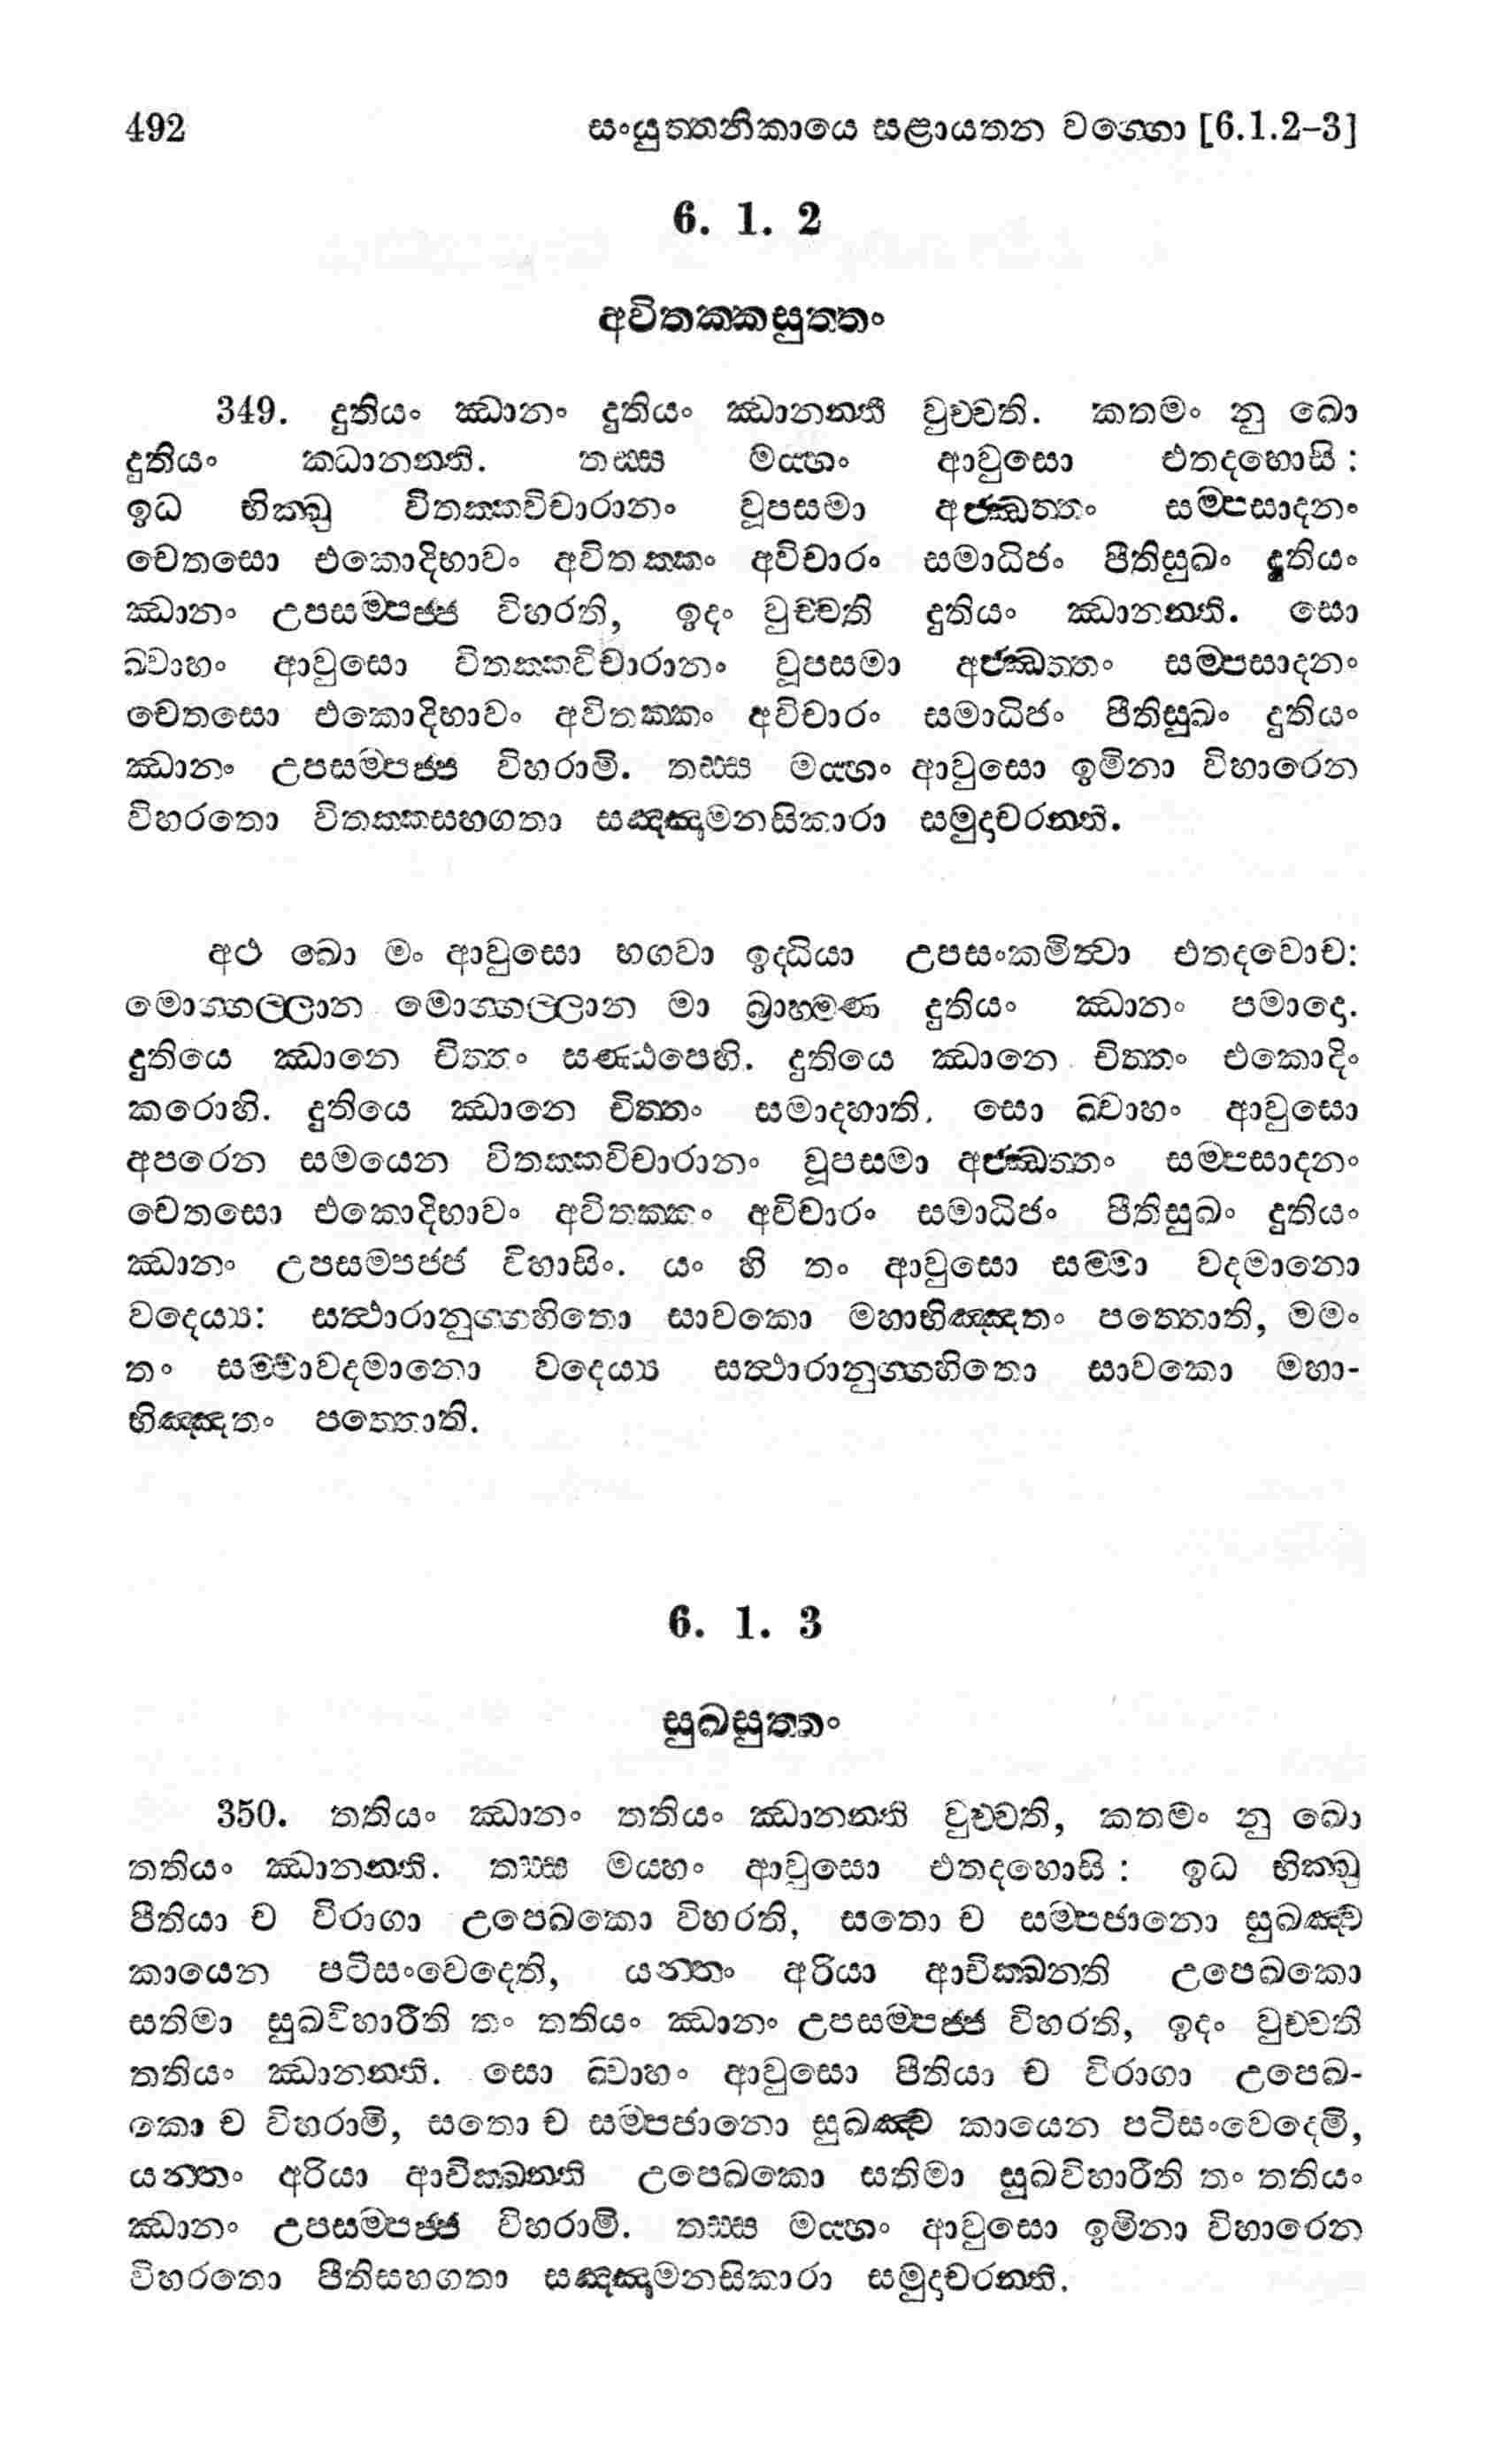 492 සංයුත්තනිකායෙ සළායතන වග්ගො [6.1.2–3]
6. 1. 2
අවිතක්කසුත්තං
349. දුතියං ඣානං දුතියං ඣානන්තී වුච්චති. කතමං නු ඛො
දුතියං කධානන්ති. තස්ස මය්හං ආවුසො එතදහොසි :
ඉධ භික්ඛු විතක්කවිචාරානං වූපසමා අජ්ඣත්තං සම්පසාදනං
චෙතසො එකොදිභාවං අවිතක්කං අවිචාරං සමාධිජං පීතිසුඛං දුතියං
ඣානං උපසම්පජ්ජ විහරති, ඉදං වුච්චති දුතියං ඣානන්ති. සො
ඛ්වාහං ආවුසො විතක්කවිචාරානං වූපසමා අජ්ඣත්තං සම්පසාදනං
චෙතසො එකොදිභාවං අවිතක්කං අවිචාරං සමාධිජං පීතිසුඛං දුතියං
ඣානං උපසම්පජ්ජ විහරාමි. තස්ස මය්හං ආවුසො ඉමිනා විහාරෙන
විහරතො විතක්කසහගතා සඤ්ඤාමනසිකාරා සමුදාචරන්ති.
අථ ඛො මං ආවුසො භගවා ඉද්ධියා උපසංකමිත්වා එතදවොච:
මොග්ගල්ලාන මොග්ගල්ලාන මා බ්‍රාහ්මණ දුතියං ඣානං පමාදො.
දුතියෙ ඣානෙ චිත්තං සණ්ඨපෙහි. දුතියෙ ඣානෙ චිත්තං එකොදිං
කරොහි. දුතියෙ ඣානෙ චිත්තං සමාදහාති. සො ඛ්වාහං ආවුසො
අපරෙන සමයෙන විතක්කවිචාරානං වූපසමා අජ්ඣත්තං සම්පසාදනං
චෙතසො එකොදිභාවං අවිතක්කං අවිචාරං සමාධිජං පීතිසුඛං දුතියං
ඣානං උපසම්පජ්ජ විහාසිං. යං හි තං ආවුසො සම්මා වදමානො
වදෙය්‍ය: සත්ථාරානුග්ගහිතො සාවකො මහාභිඤ්ඤතං පත්තොති, මමං
තං සම්මාවදමානො වදෙය්‍ය සත්ථාරානුග්ගහිතො සාවකො මහා-
භිඤ්ඤතං පත්තොති.
6. 1. 3
සුඛසුත්තං
350. තතියං ඣානං තතියං ඣානන්ති වුච්චති, කතමං නු ඛො
තතියං ඣානන්ති. තස්ස මයහං ආවුසො එතදහොසි : ඉධ භික්ඛු
පීතියා ච විරාගා උපෙඛකො විහරති, සතො ච සම්පජානො සුඛඤ්ච
කායෙන පටිසංවෙදෙති, යන්තං අරියා ආචික්ඛන්ති උපෙඛකො
සතිමා සුඛවිහාරීති තං තතියං ඣානං උපසම්පජ්ජ විහරති, ඉදං වුච්චති
තතියං ඣානන්ති. සො ඛ්වාහං ආවුසො පීතියා ච විරාගා උපෙඛ-
කො ච විහරාමි, සතො ච සම්පජානො සුඛඤ්ච කායෙන පටිසංවෙදෙමි,
යන්තං අරියා ආචික්ඛන්ති උපෙඛකො සතිමා සුඛවිහාරීති තං තතියං
ඣානං උපසම්පජ්ජ විහරාමි. තස්ස මය්හං ආවුසො ඉමිනා විහාරෙන
විහරතො පීතිසහගතා සඤ්ඤාමනසිකාරා සමුදාචරන්ති.